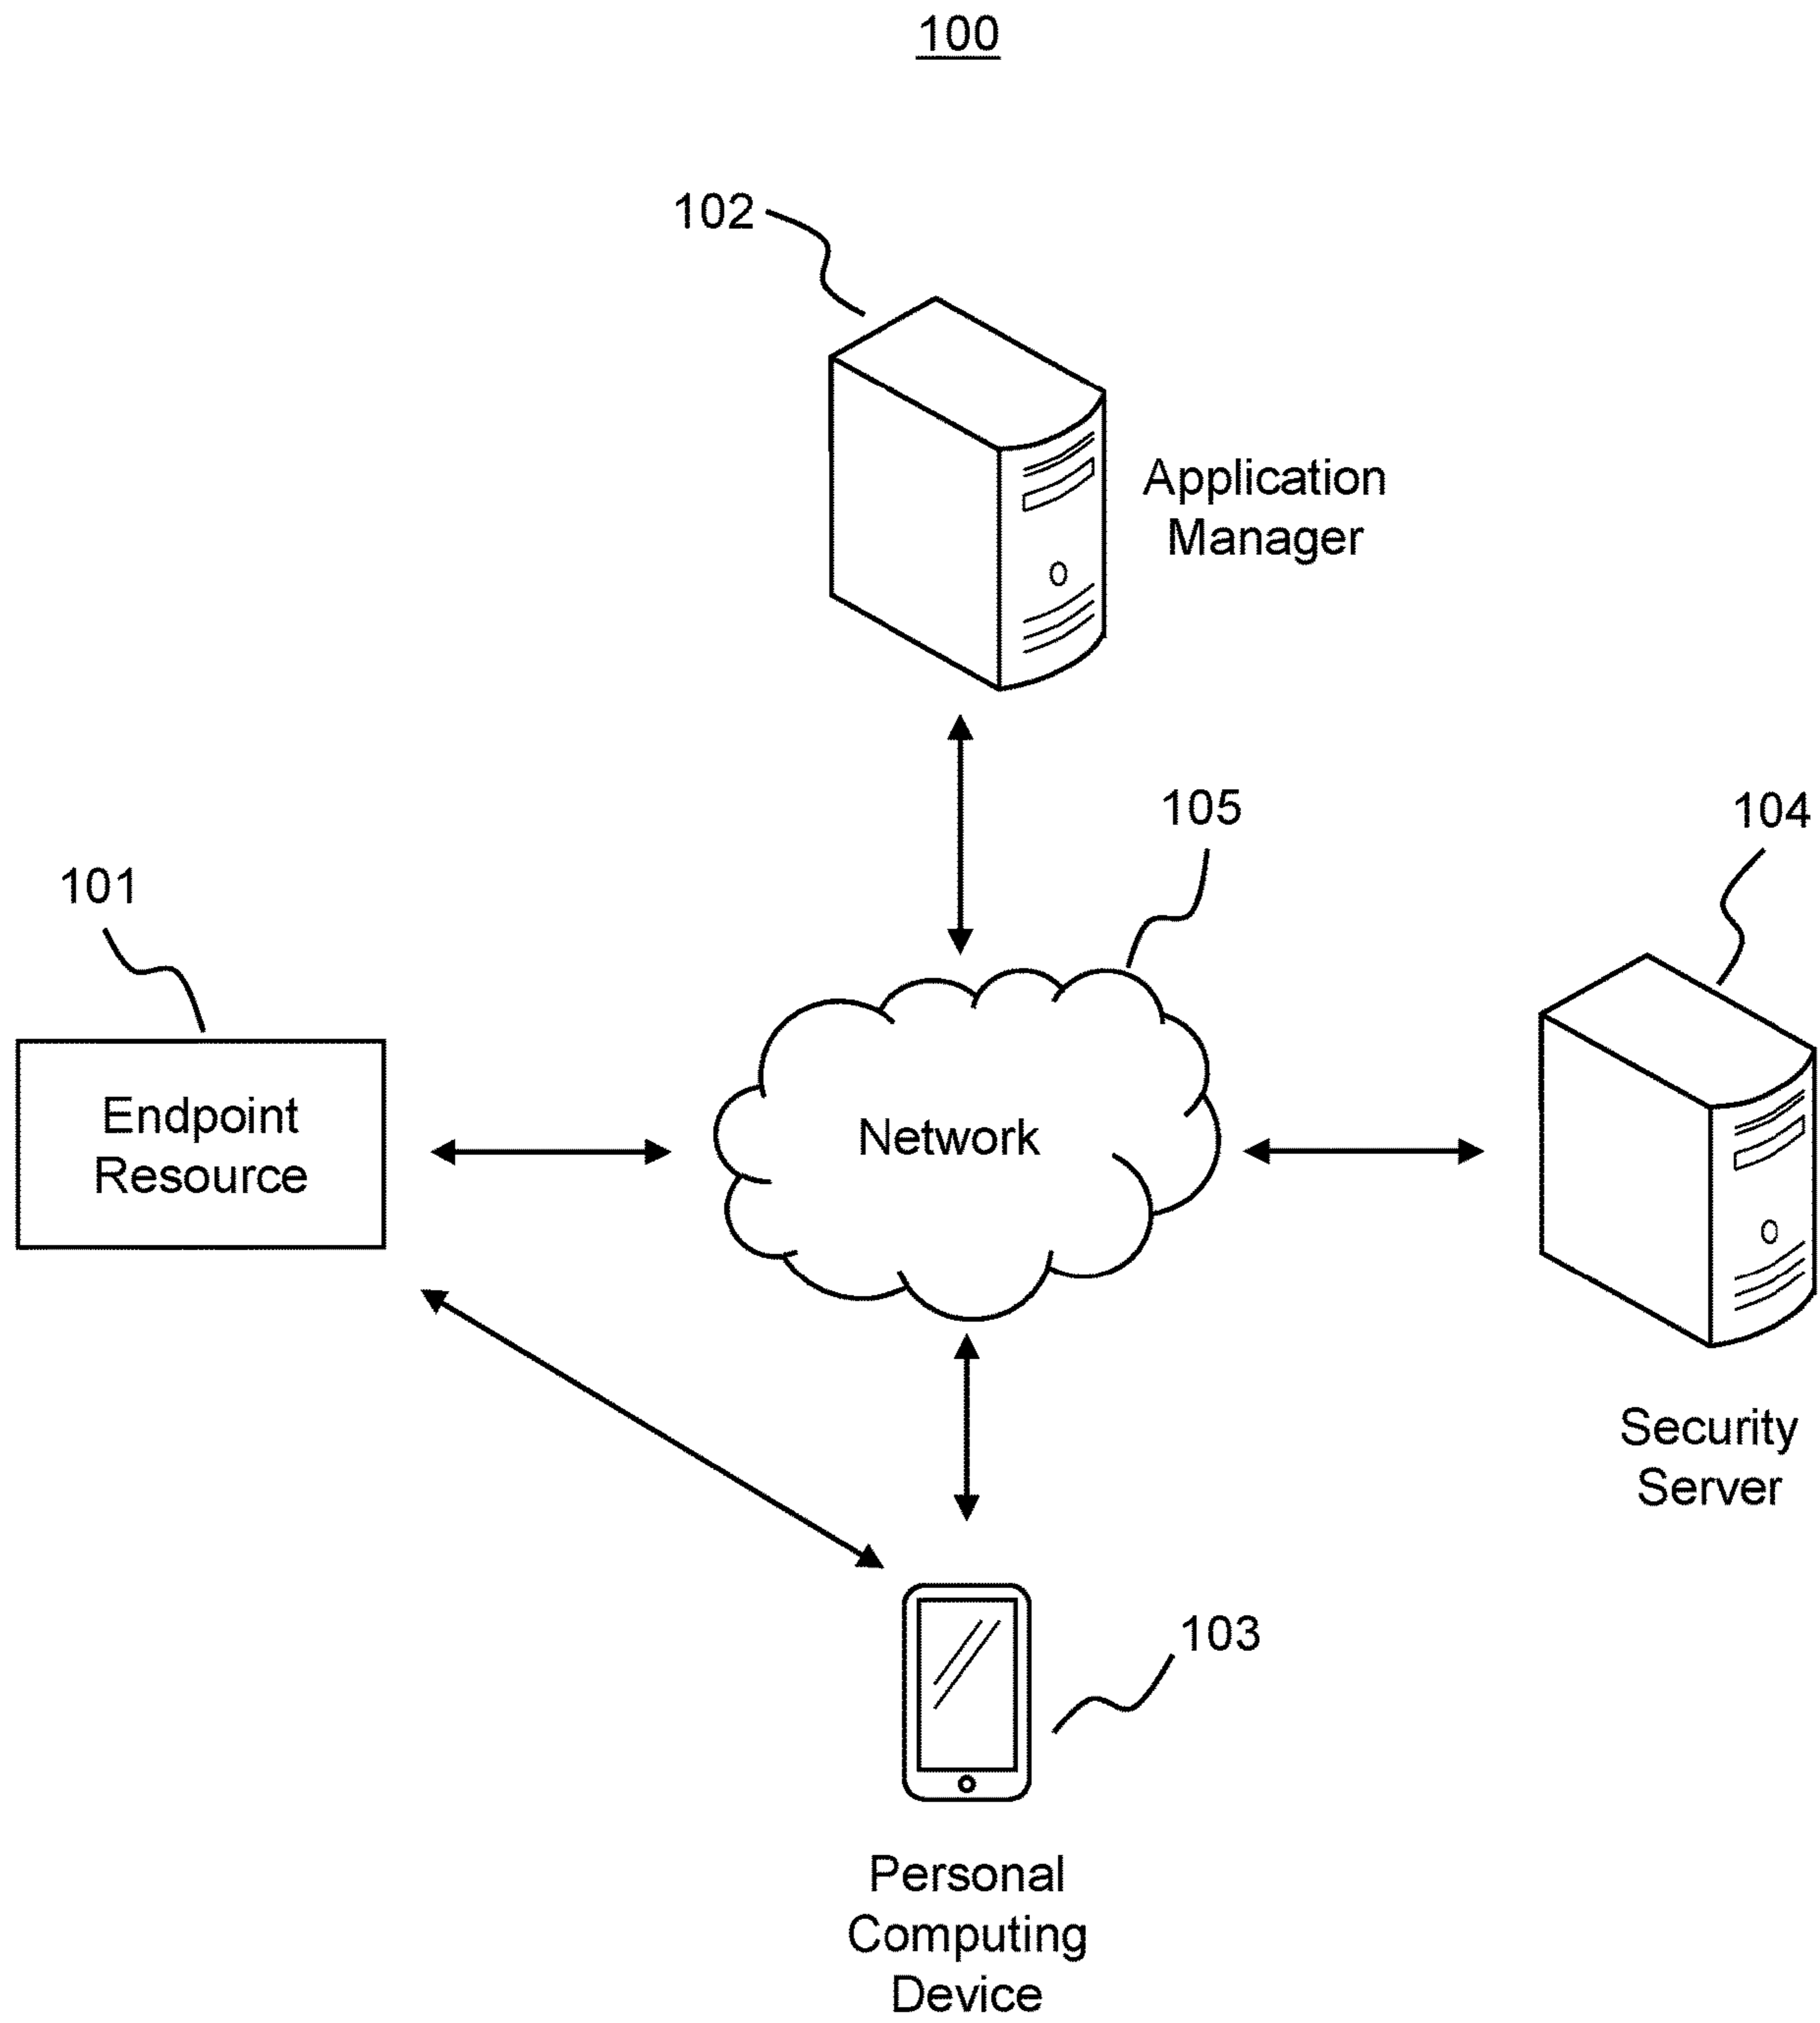 100
102
Application
Manager
105
104
101
Endpoint
Resource
Network
Security
Server
103
Personal
Computing
Device